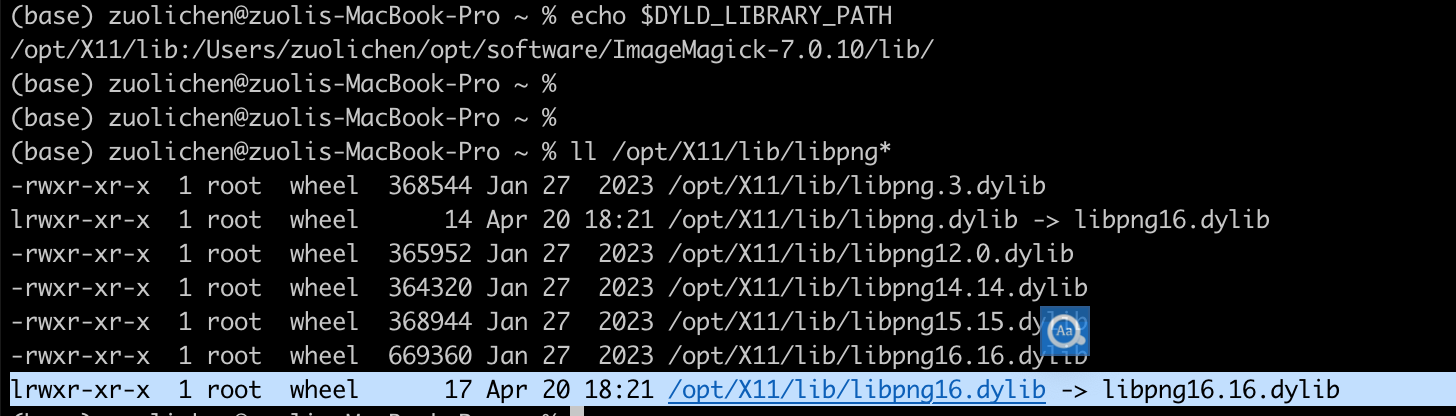 (base) zuolichen@zuolis-MacBook-Pro ~ % echo $DYLD_LIBRARY_PATH
/opt/X11/lib:/Users/zuolichen/opt/software/ImageMagick-7.0.10/lib/
(base) zuolichen@zuolis-MacBook-Pro ~ %
(base) zuolichen@zuolis-MacBook-Pro ~ %
(base) zuolichen@zuolis-MacBook-Pro ~ % ll /opt/X11/lib/libpng*
-rwxr-xr-x  1 root  wheel  368544 Jan 27  2023 /opt/X11/lib/libpng.3.dylib
lrwxr-xr-x  1 root  wheel      14 Apr 20 18:21 /opt/X11/lib/libpng.dylib -> libpng16.dylib
-rwxr-xr-x  1 root  wheel  365952 Jan 27  2023 /opt/X11/lib/libpng12.0.dylib
-rwxr-xr-x  1 root  wheel  364320 Jan 27  2023 /opt/X11/lib/libpng14.14.dylib
-rwxr-xr-x  1 root  wheel  368944 Jan 27  2023 /opt/X11/lib/libpng15.15.dylib
Aa
-rwxr-xr-x  1 root  wheel  669360 Jan 27  2023 /opt/X11/lib/libpng16.16.dylib
lrwxr-xr-x  1 root  wheel      17 Apr 20 18:21 /opt/X11/lib/libpng16.dylib -> libpng16.16.dylib